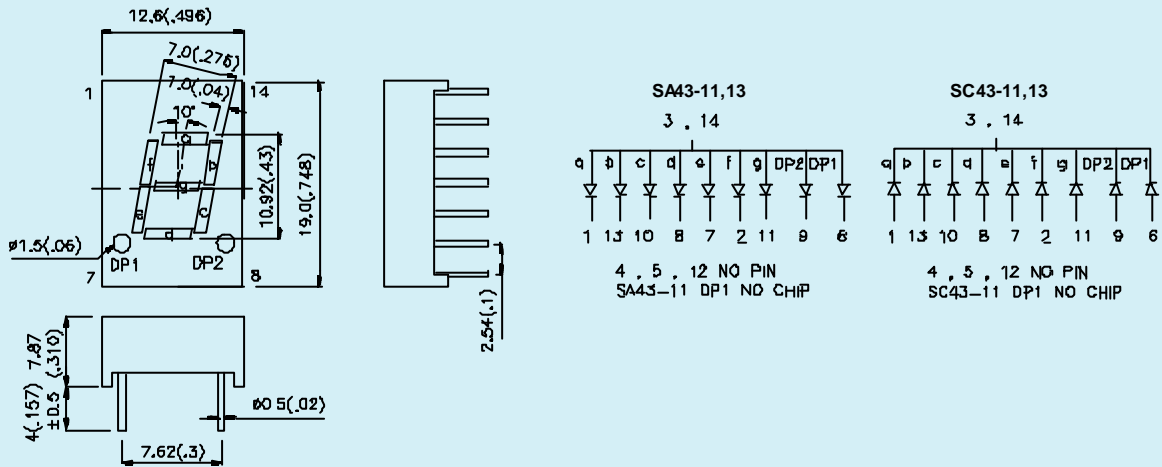 12.6(.496)
7.0(.276)
7.0(.04)
10°
1
14
a
f
b
g
e
c
d
10.92(.43)
19.0(.748)
ø1.5(.06)
DP1
DP2
7
8
2.54(.1)
7.87
(.310)
4(.157)
±0.5
ø0.5(.02)
7.62(.3)
SA43-11,13
3 , 14
a b c d e f g DP2 DP1
1 13 10 8 7 2 11 9 6
4 , 5 , 12 NO PIN
SA43-11 DP1 NO CHIP
SC43-11,13
3 , 14
a b c d e f g DP2 DP1
1 13 10 8 7 2 11 9 6
4 , 5 , 12 NO PIN
SC43-11 DP1 NO CHIP